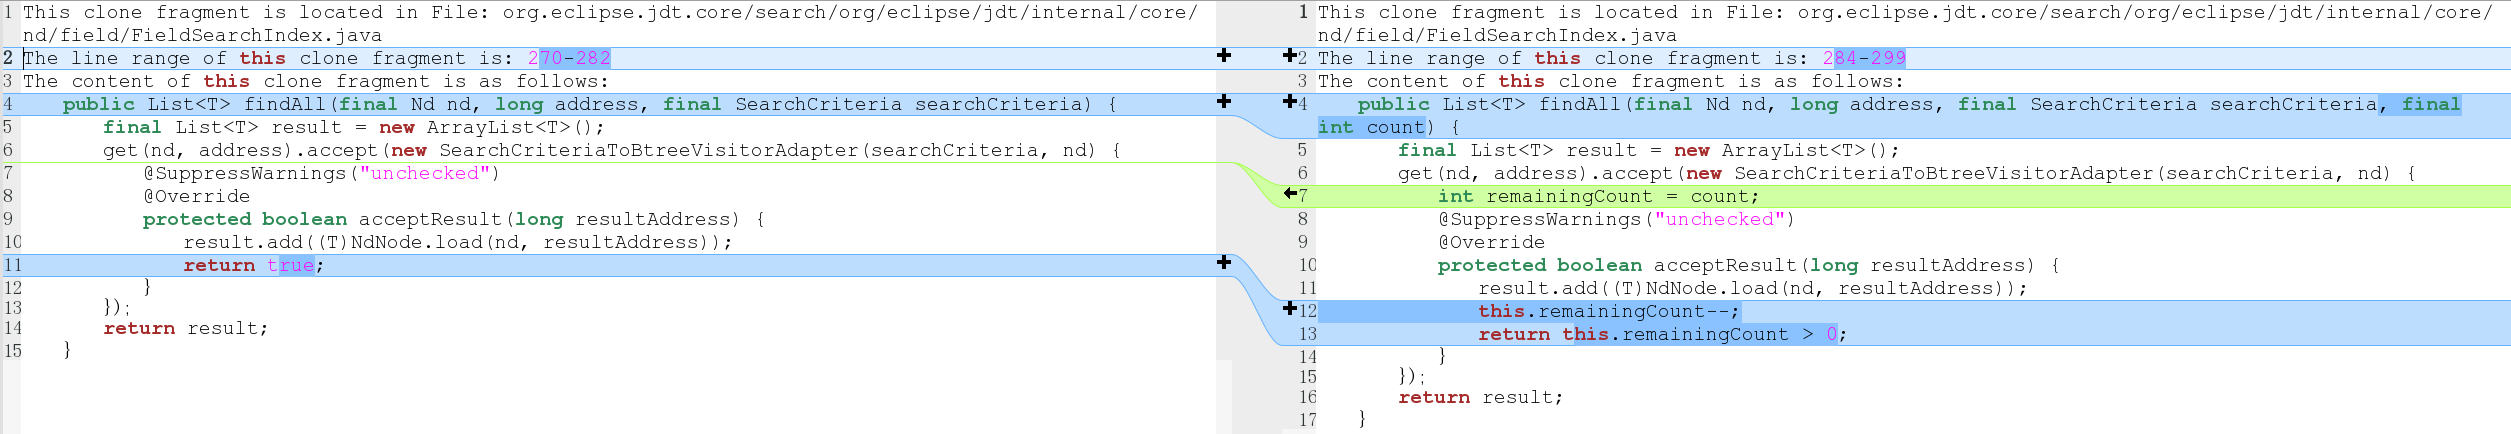 1 This clone fragment is located in File: org.eclipse.jdt.core/search/org/eclipse/jdt/internal/core/
nd/field/FieldSearchIndex.java
2 The line range of this clone fragment is: 270-282
3 The content of this clone fragment is as follows:
4 public List<T> findAll(final Nd nd, long address, final SearchCriteria searchCriteria) {
5 final List<T> result = new ArrayList<T>();
6 get(nd, address).accept(new SearchCriteriaToBtreeVisitorAdapter(searchCriteria, nd) {
7 @SuppressWarnings("unchecked")
8 @Override
9 protected boolean acceptResult(long resultAddress) {
10 result.add((T)NdNode.load(nd, resultAddress));
11 return true;
12 }
13 });
14 return result;
15 }
1 This clone fragment is located in File: org.eclipse.jdt.core/search/org/eclipse/jdt/internal/core/
nd/field/FieldSearchIndex.java
2 The line range of this clone fragment is: 284-299
3 The content of this clone fragment is as follows:
4 public List<T> findAll(final Nd nd, long address, final SearchCriteria searchCriteria, final
int count) {
5 final List<T> result = new ArrayList<T>();
6 get(nd, address).accept(new SearchCriteriaToBtreeVisitorAdapter(searchCriteria, nd) {
7 int remainingCount = count;
8 @SuppressWarnings("unchecked")
9 @Override
10 protected boolean acceptResult(long resultAddress) {
11 result.add((T)NdNode.load(nd, resultAddress));
12 this.remainingCount--;
13 return this.remainingCount > 0;
14 }
15 });
16 return result;
17 }